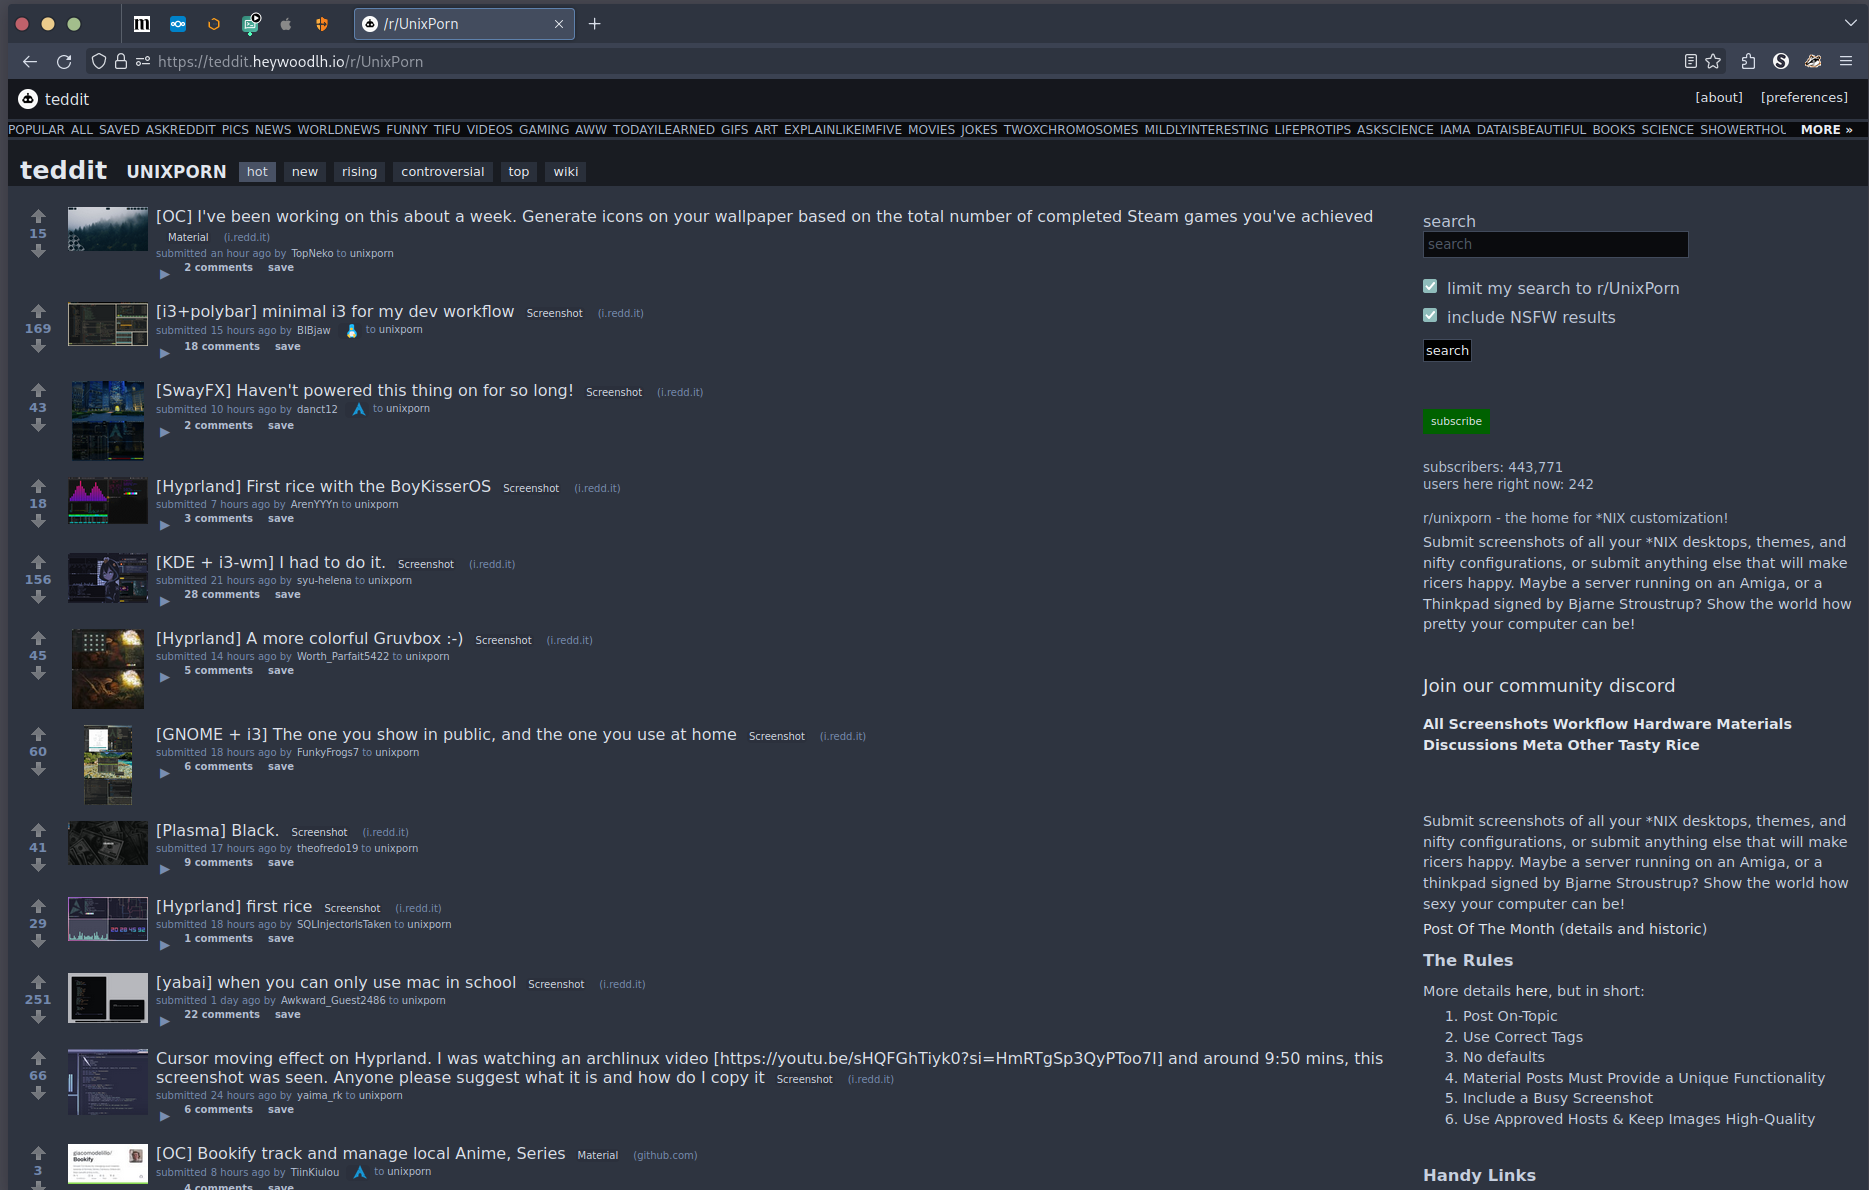 /r/UnixPorn
https://teddit.heywoodlh.io/r/UnixPorn
teddit
[about] [preferences]
POPULAR ALL SAVED ASKREDDIT PICS NEWS WORLDNEWS FUNNY TIFU VIDEOS GAMING AWW TODAYILEARNED GIFS ART EXPLAINLIKEIMFIVE MOVIES JOKES TWOXCHROMOSOMES MILDLYINTERESTING LIFEPROTIPS ASKSCIENCE IAMA DATAISBEAUTIFUL BOOKS SCIENCE SHOWERTHOU MORE »
teddit UNIXPORN hot new rising controversial top wiki
15
[OC] I've been working on this about a week. Generate icons on your wallpaper based on the total number of completed Steam games you've achieved
Material (i.redd.it)
submitted an hour ago by TopNeko to unixporn
2 comments save
169
[i3+polybar] minimal i3 for my dev workflow Screenshot (i.redd.it)
submitted 15 hours ago by BlBjaw to unixporn
18 comments save
43
[SwayFX] Haven't powered this thing on for so long! Screenshot (i.redd.it)
submitted 10 hours ago by danct12 to unixporn
2 comments save
18
[Hyprland] First rice with the BoyKisserOS Screenshot (i.redd.it)
submitted 7 hours ago by ArenYYYn to unixporn
3 comments save
156
[KDE + i3-wm] I had to do it. Screenshot (i.redd.it)
submitted 21 hours ago by syu-helena to unixporn
28 comments save
45
[Hyprland] A more colorful Gruvbox :-) Screenshot (i.redd.it)
submitted 14 hours ago by Worth_Parfait5422 to unixporn
5 comments save
60
[GNOME + i3] The one you show in public, and the one you use at home Screenshot (i.redd.it)
submitted 18 hours ago by FunkyFrogs7 to unixporn
6 comments save
41
[Plasma] Black. Screenshot (i.redd.it)
submitted 17 hours ago by theofredo19 to unixporn
9 comments save
29
[Hyprland] first rice Screenshot (i.redd.it)
submitted 18 hours ago by SQLInjectorIsTaken to unixporn
1 comments save
251
[yabai] when you can only use mac in school Screenshot (i.redd.it)
submitted 1 day ago by Awkward_Guest2486 to unixporn
22 comments save
66
Cursor moving effect on Hyprland. I was watching an archlinux video [https://youtu.be/sHQFGhTiyk0?si=HmRTgSp3QyPToo7I] and around 9:50 mins, this
screenshot was seen. Anyone please suggest what it is and how do I copy it Screenshot (i.redd.it)
submitted 24 hours ago by yaima_rk to unixporn
6 comments save
3
Bookify
[OC] Bookify track and manage local Anime, Series Material (github.com)
submitted 8 hours ago by TiinKiulou to unixporn
4 comments save
search
search
limit my search to r/UnixPorn
include NSFW results
search
subscribe
subscribers: 443,771
users here right now: 242
r/unixporn - the home for *NIX customization!
Submit screenshots of all your *NIX desktops, themes, and
nifty configurations, or submit anything else that will make
ricers happy. Maybe a server running on an Amiga, or a
Thinkpad signed by Bjarne Stroustrup? Show the world how
pretty your computer can be!
Join our community discord
All Screenshots Workflow Hardware Materials
Discussions Meta Other Tasty Rice
Submit screenshots of all your *NIX desktops, themes, and
nifty configurations, or submit anything else that will make
ricers happy. Maybe a server running on an Amiga, or a
thinkpad signed by Bjarne Stroustrup? Show the world how
sexy your computer can be!
Post Of The Month (details and historic)
The Rules
More details here, but in short:
1. Post On-Topic
2. Use Correct Tags
3. No defaults
4. Material Posts Must Provide a Unique Functionality
5. Include a Busy Screenshot
6. Use Approved Hosts & Keep Images High-Quality
Handy Links